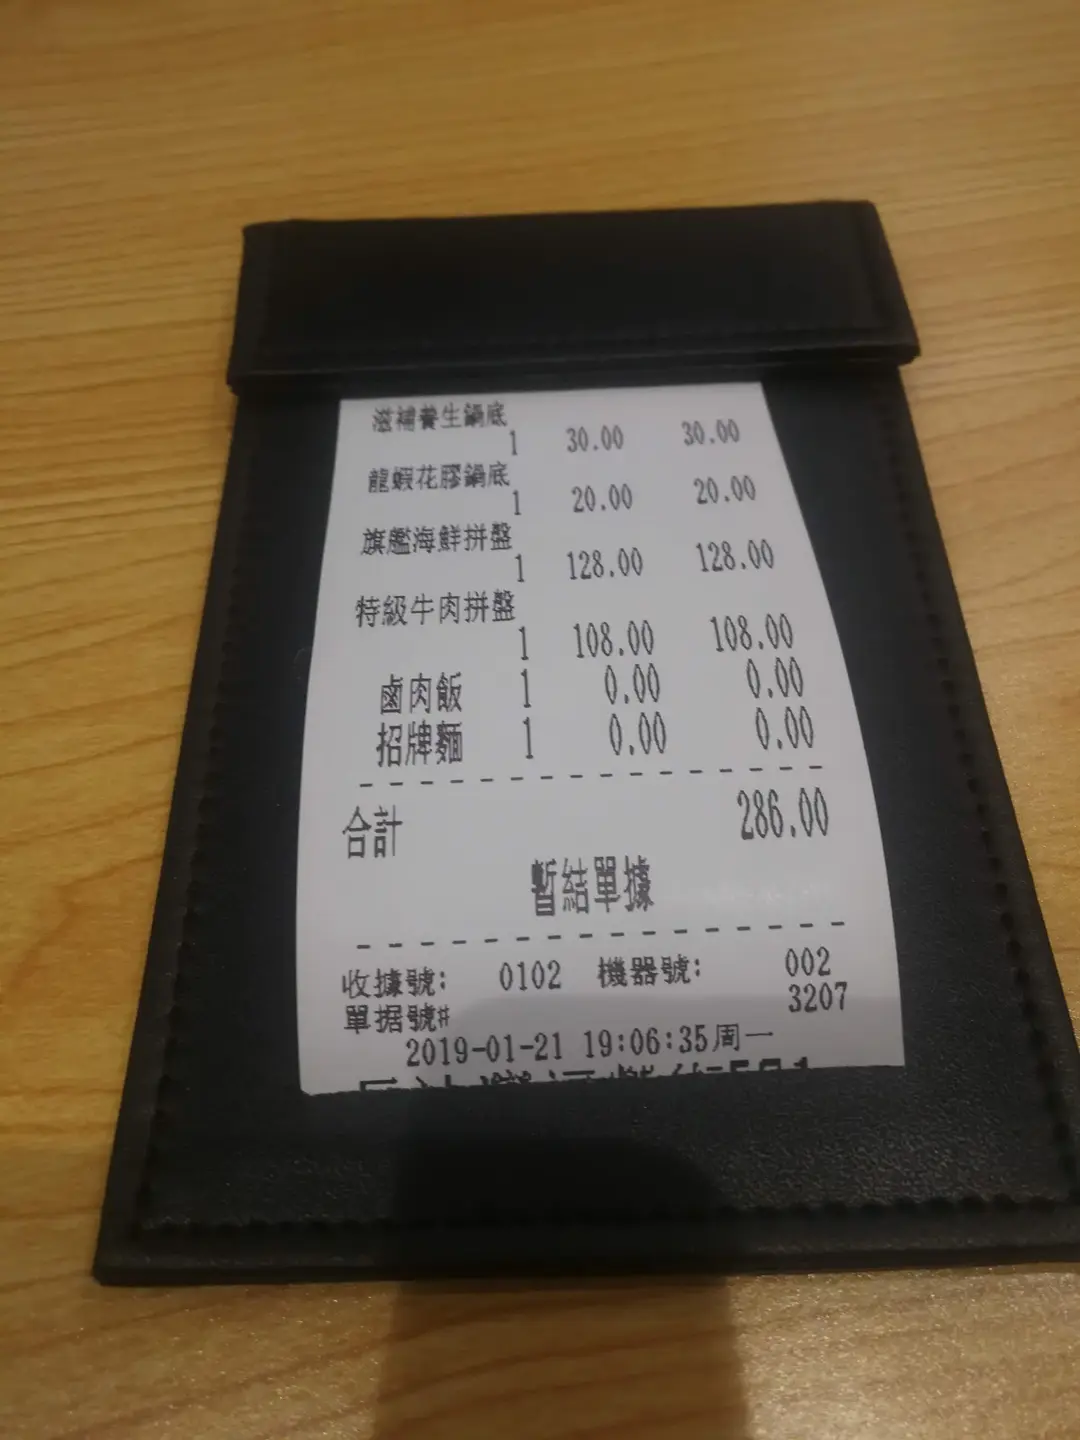 滋補養生鍋底
1 30.00 30.00
龍蝦花膠鍋底
1 20.00 20.00
旗艦海鮮拼盤
1 128.00 128.00
特級牛肉拼盤
1 108.00 108.00
鹵肉飯 1 0.00 0.00
招牌麵 1 0.00 0.00
合計 286.00
暫結單據
收據號: 0102 機器號: 002
單据號# 3207
2019-01-21 19:06:35周一